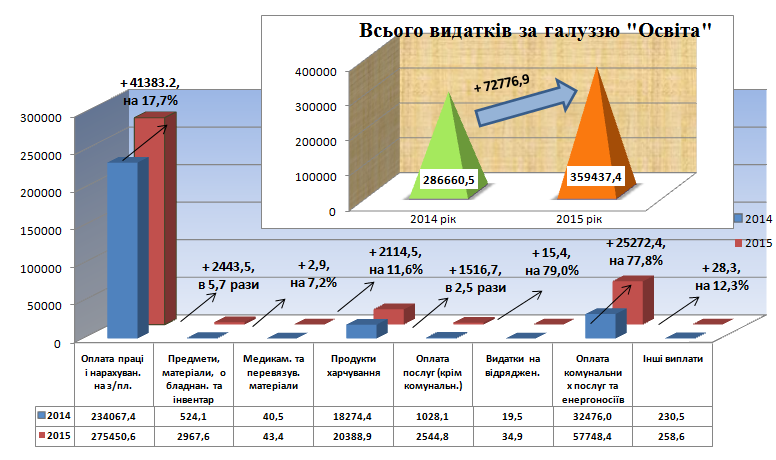 Всього видатків за галуззю "Освіта"
400000
300000
200000
100000
0
+ 72776,9
286660,5
359437,4
2014 рік
2015 рік
+ 41383.2,
на 17,7%
300000
250000
200000
150000
100000
50000
0
+ 2443,5,
в 5,7 рази
+ 2,9,
на 7,2%
+ 2114,5,
на 11,6%
+ 1516,7,
в 2,5 рази
+ 15,4,
на 79,0%
+ 25272,4,
на 77,8%
+ 28,3,
на 12,3%
2014
2015
Оплата праці
і нарахуван.
на з/пл.
Предмети,
матеріали, о
бладнан. та
інвентар
Медикам. та
перевязув.
матеріали
Продукти
харчування
Оплата
послуг (крім
комунальн.)
Видатки на
відряджен.
Оплата
комунальни
х послуг та
енергоносіїв
Інші виплати
2014 234067,4 524,1 40,5 18274,4 1028,1 19,5 32476,0 230,5
2015 275450,6 2967,6 43,4 20388,9 2544,8 34,9 57748,4 258,6